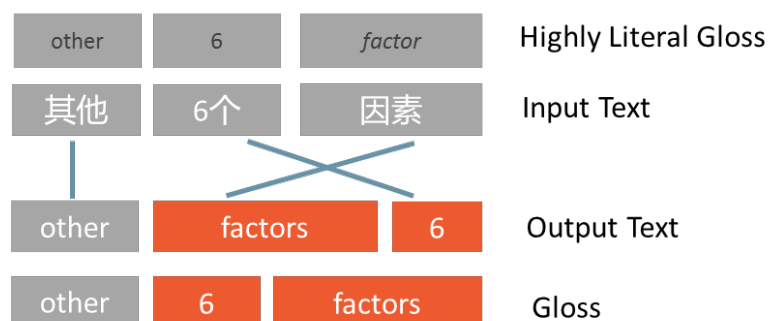 other 6 factor Highly Literal Gloss
其他 6个 因素 Input Text
other factors 6 Output Text
other 6 factors Gloss